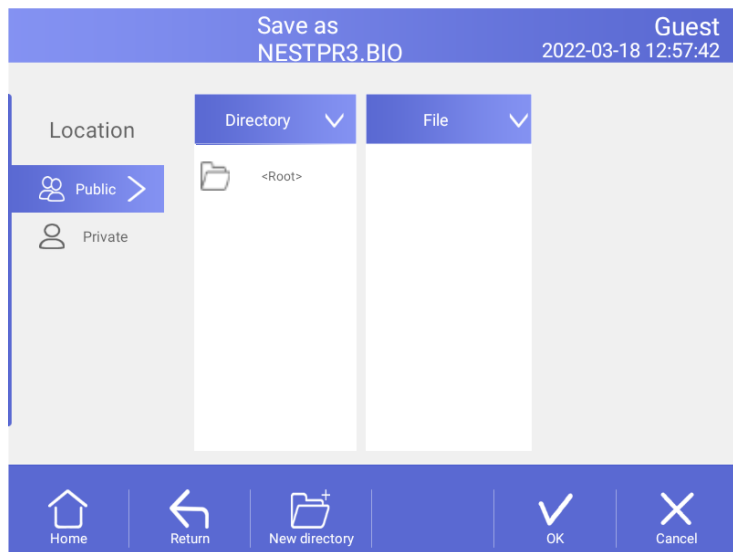 Save as
NESTPR3.BIO
Guest
2022-03-18 12:57:42
Location
Public
Private
Directory
File
<Root>
Home
Return
New directory
OK
Cancel